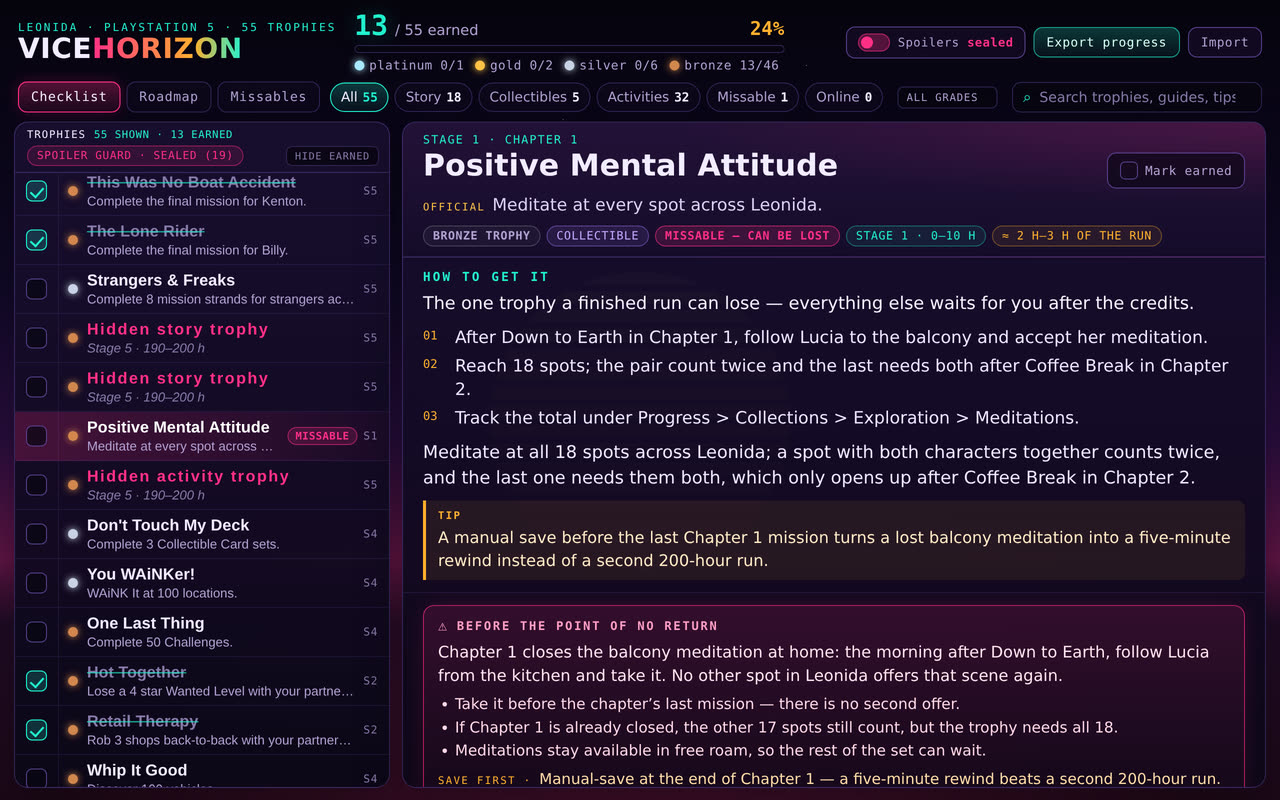 LEONIDA · PLAYSTATION 5 · 55 TROPHIES
VICEHORIZON
13 / 55 earned
24%
platinum 0/1 gold 0/2 silver 0/6 bronze 13/46
Spoilers sealed
Export progress
Import
Checklist
Roadmap
Missables
All 55
Story 18
Collectibles 5
Activities 32
Missable 1
Online 0
ALL GRADES
Search trophies, guides, tips
TROPHIES 55 SHOWN · 13 EARNED
SPOILER GUARD · SEALED (19)
HIDE EARNED
This Was No Boat Accident
Complete the final mission for Kenton.
S5
The Lone Rider
Complete the final mission for Billy.
S5
Strangers & Freaks
Complete 8 mission strands for strangers ac…
S5
Hidden story trophy
Stage 5 · 190–200 h
S5
Hidden story trophy
Stage 5 · 190–200 h
S5
Positive Mental Attitude
Meditate at every spot across …
MISSABLE
S1
Hidden activity trophy
Stage 5 · 190–200 h
S5
Don't Touch My Deck
Complete 3 Collectible Card sets.
S4
You WAiNKer!
WAiNK It at 100 locations.
S4
One Last Thing
Complete 50 Challenges.
S4
Hot Together
Lose a 4 star Wanted Level with your partne…
S2
Retail Therapy
Rob 3 shops back-to-back with your partner…
S2
Whip It Good
Discover 100 vehicles.
S4
STAGE 1 · CHAPTER 1
Positive Mental Attitude
Mark earned
OFFICIAL Meditate at every spot across Leonida.
BRONZE TROPHY
COLLECTIBLE
MISSABLE — CAN BE LOST
STAGE 1 · 0–10 H
≈ 2 H–3 H OF THE RUN
HOW TO GET IT
The one trophy a finished run can lose — everything else waits for you after the credits.
01 After Down to Earth in Chapter 1, follow Lucia to the balcony and accept her meditation.
02 Reach 18 spots; the pair count twice and the last needs both after Coffee Break in Chapter
2.
03 Track the total under Progress > Collections > Exploration > Meditations.
Meditate at all 18 spots across Leonida; a spot with both characters together counts twice,
and the last one needs them both, which only opens up after Coffee Break in Chapter 2.
TIP
A manual save before the last Chapter 1 mission turns a lost balcony meditation into a five-minute
rewind instead of a second 200-hour run.
⚠ BEFORE THE POINT OF NO RETURN
Chapter 1 closes the balcony meditation at home: the morning after Down to Earth, follow Lucia
from the kitchen and take it. No other spot in Leonida offers that scene again.
• Take it before the chapter’s last mission — there is no second offer.
• If Chapter 1 is already closed, the other 17 spots still count, but the trophy needs all 18.
• Meditations stay available in free roam, so the rest of the set can wait.
SAVE FIRST · Manual-save at the end of Chapter 1 — a five-minute rewind beats a second 200-hour run.